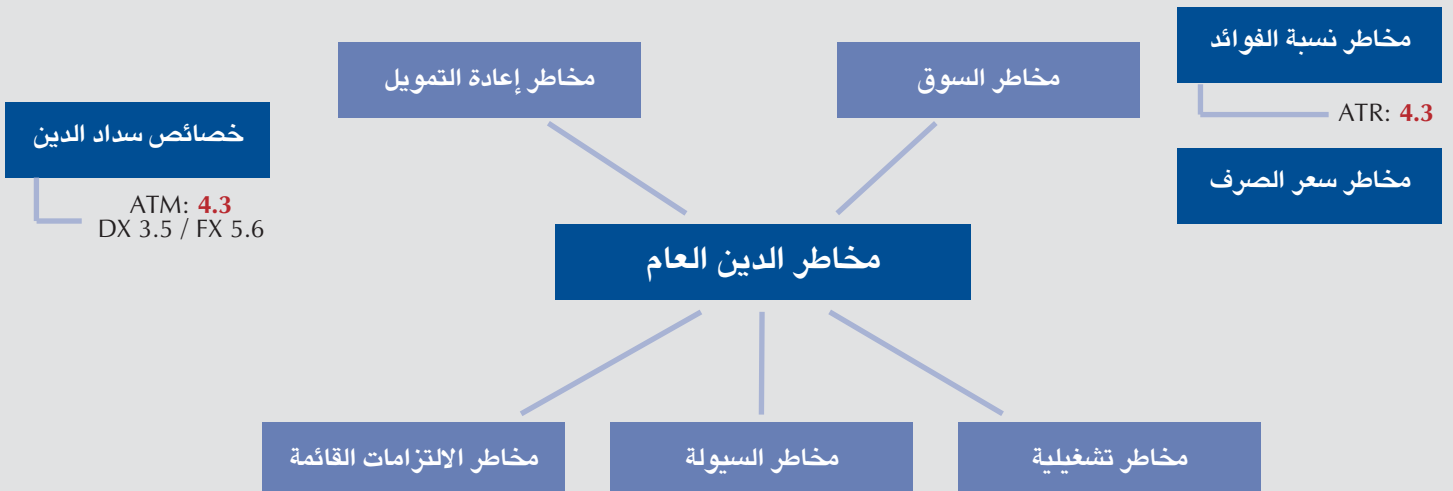 مخاطر نسبة الفوائد
ATR: 4.3
مخاطر سعر الصرف
مخاطر السوق
مخاطر إعادة التمويل
خصائص سداد الدين
ATM: 4.3
DX 3.5 / FX 5.6
مخاطر الدين العام
مخاطر تشغيلية
مخاطر السيولة
مخاطر الالتزامات القائمة